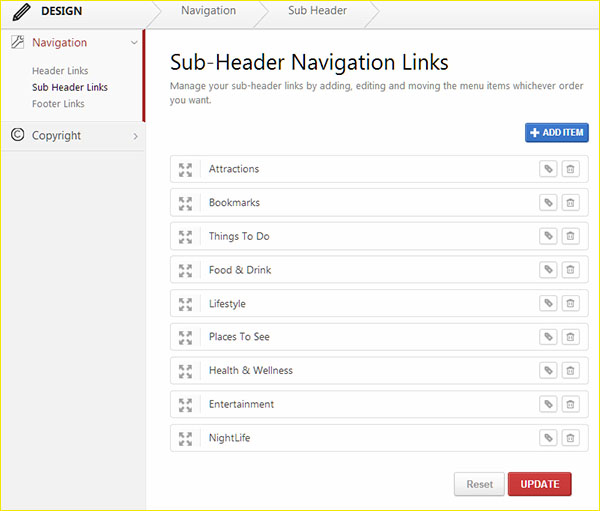 DESIGN
Navigation
Sub Header
Navigation
Header Links
Sub Header Links
Footer Links
Copyright
Sub-Header Navigation Links
Manage your sub-header links by adding, editing and moving the menu items whichever order
you want.
ADD ITEM
Attractions
Bookmarks
Things To Do
Food & Drink
Lifestyle
Places To See
Health & Wellness
Entertainment
NightLife
Reset
UPDATE